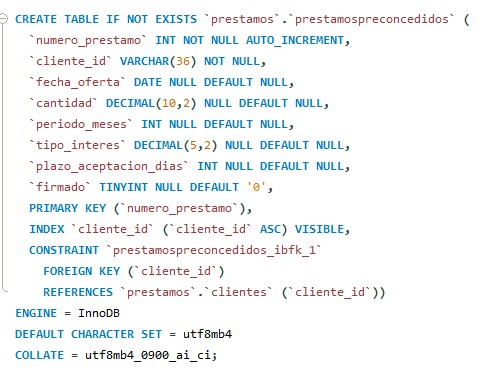 CREATE TABLE IF NOT EXISTS `prestamos`.`prestamospreconcedidos` (
  `numero_prestamo` INT NOT NULL AUTO_INCREMENT,
  `cliente_id` VARCHAR(36) NOT NULL,
  `fecha_oferta` DATE NULL DEFAULT NULL,
  `cantidad` DECIMAL(10,2) NULL DEFAULT NULL,
  `periodo_meses` INT NULL DEFAULT NULL,
  `tipo_interes` DECIMAL(5,2) NULL DEFAULT NULL,
  `plazo_aceptacion_dias` INT NULL DEFAULT NULL,
  `firmado` TINYINT NULL DEFAULT '0',
  PRIMARY KEY (`numero_prestamo`),
  INDEX `cliente_id` (`cliente_id` ASC) VISIBLE,
  CONSTRAINT `prestamospreconcedidos_ibfk_1`
    FOREIGN KEY (`cliente_id`)
    REFERENCES `prestamos`.`clientes` (`cliente_id`))
ENGINE = InnoDB
DEFAULT CHARACTER SET = utf8mb4
COLLATE = utf8mb4_0900_ai_ci;